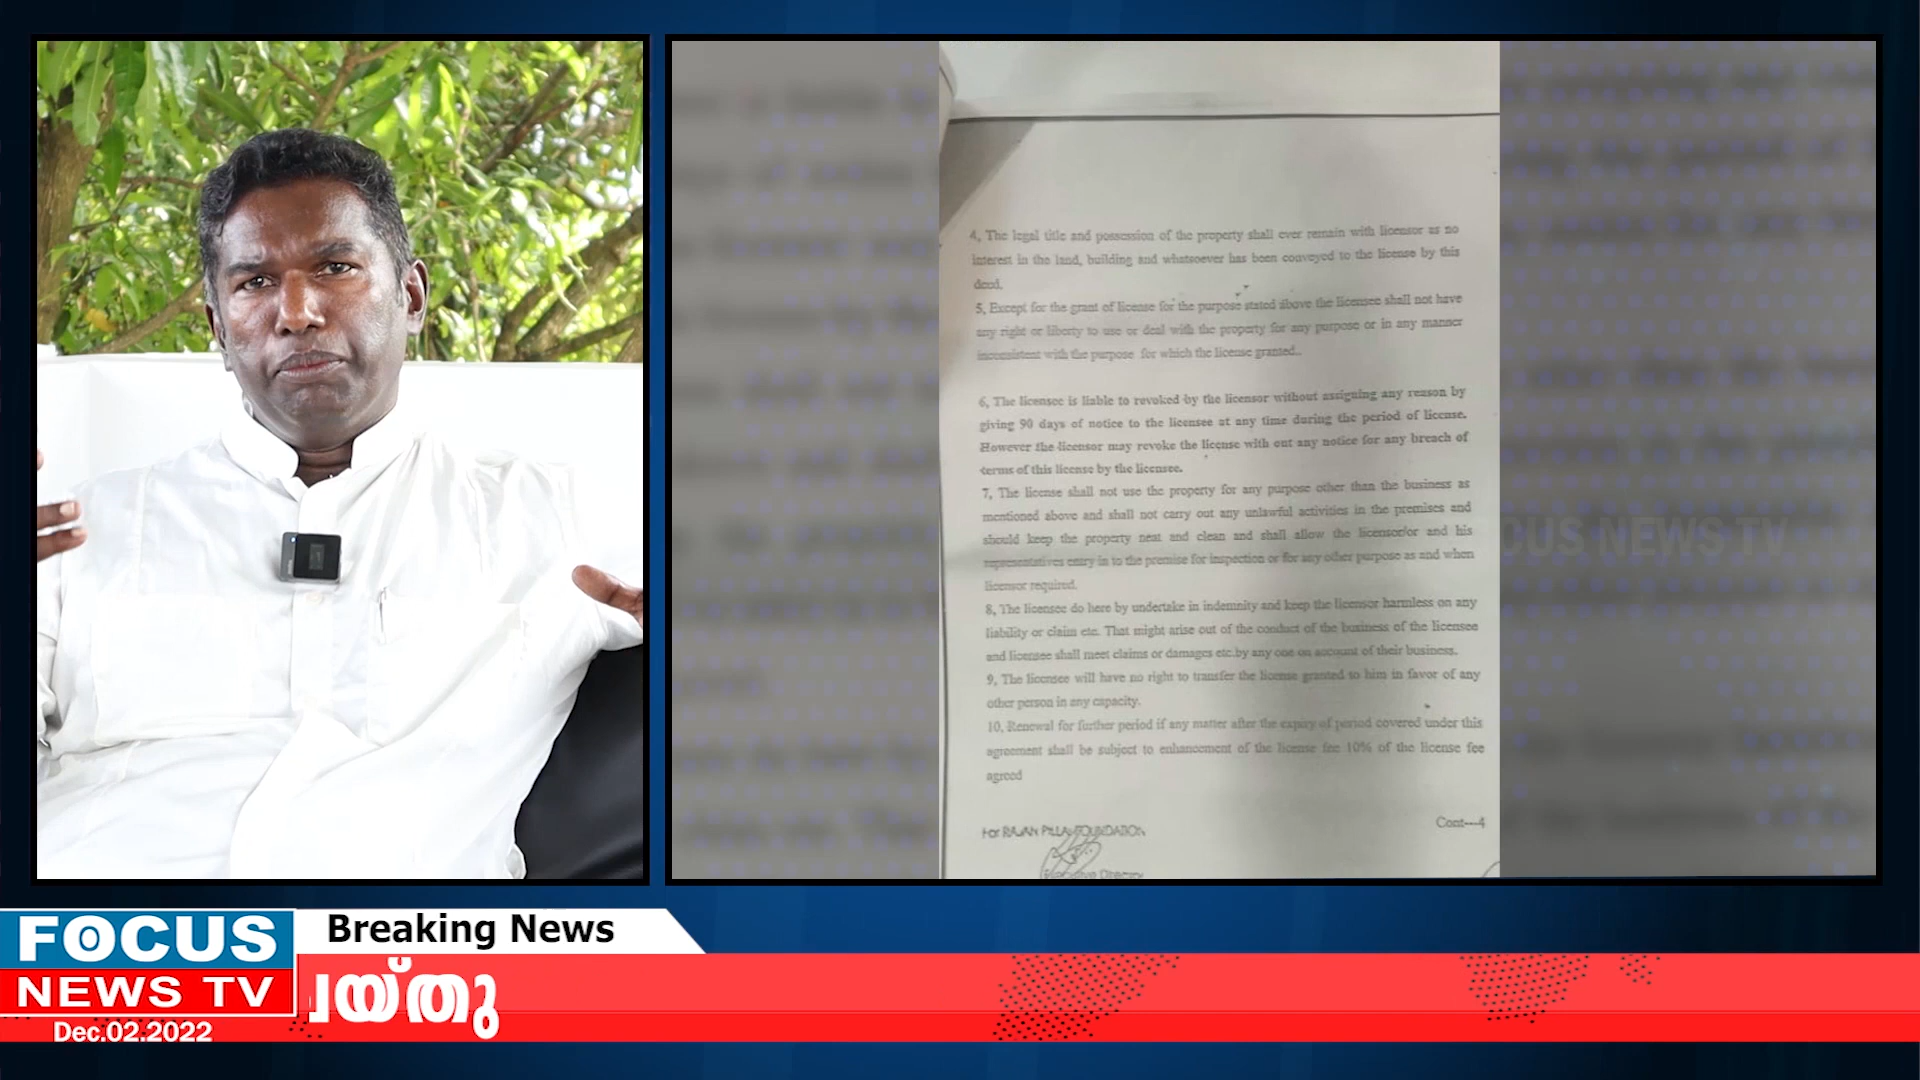 4, The legal title and possession of the property shall ever remain with licensor as no
interest in the land, building and whatsoever has been conveyed to the license by this
deed.
5, Except for the grant of license for the purpose stated above the licensee shall not have
any right or liberty to use or deal with the property for any purpose or in any manner
inconsistent with the purpose for which the license granted..
6, The licensee is liable to revoked by the licensor without assigning any reason by
giving 90 days of notice to the licensee at any time during the period of license.
However the licensor may revoke the license with out any notice for any breach of
terms of this license by the licensee.
7, The license shall not use the property for any purpose other than the business as
mentioned above and shall not carry out any unlawful activities in the premises and
should keep the property neat and clean and shall allow the licensor/or and his
representatives entry in to the premise for inspection or for any other purpose as and when
licensor required.
8, The licensee do here by undertake in indemnity and keep the licensor harmless on any
liability or claim etc. That might arise out of the conduct of the business of the licensee
and licensee shall meet claims or damages etc.by any one on account of their business.
9, The licensee will have no right to transfer the license granted to him in favor of any
other person in any capacity.
10, Renewal for further period if any matter after the expiry of period covered under this
agreement shall be subject to enhancement of the license fee 10% of the license fee
agreed
Cont---4
For RAJAN PILLAI FOUNDATION
Executive Director
FOCUS NEWS TV
Breaking News
FOCUS
NEWS TV
യ്തു
Dec.02.2022